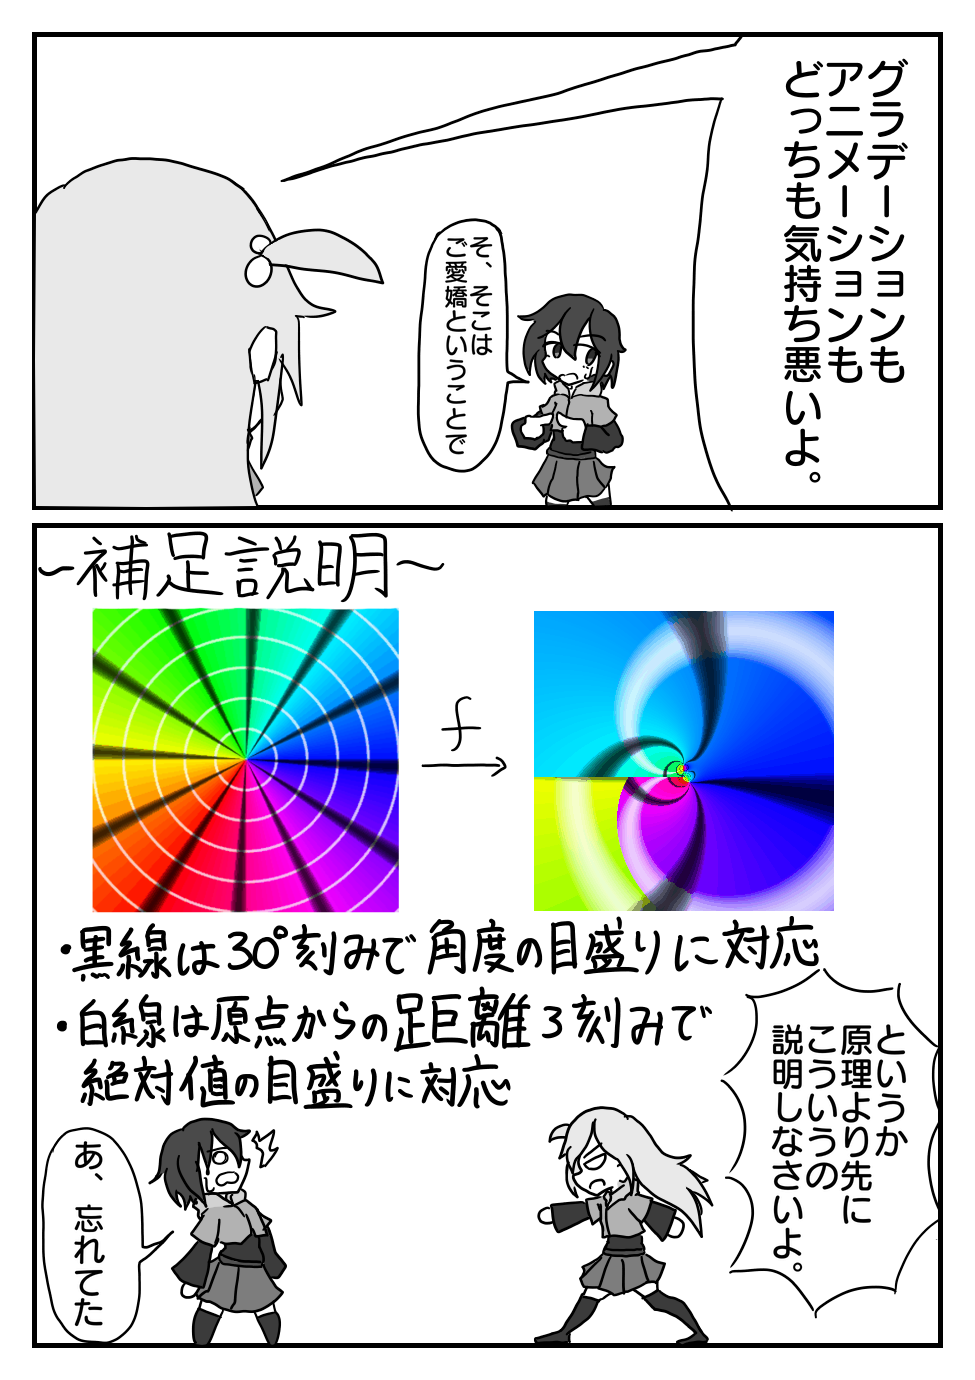 グラデーションも
アニメーションも
どっちも気持ち悪いよ。
そ、そこは
ご愛嬌ということで
~補足説明~
f
・黒線は30°刻みで角度の目盛りに対応
・白線は原点からの距離3刻みで
絶対値の目盛りに対応
というか
原理より先に
こういうの
説明しなさいよ。
あ、忘れてた